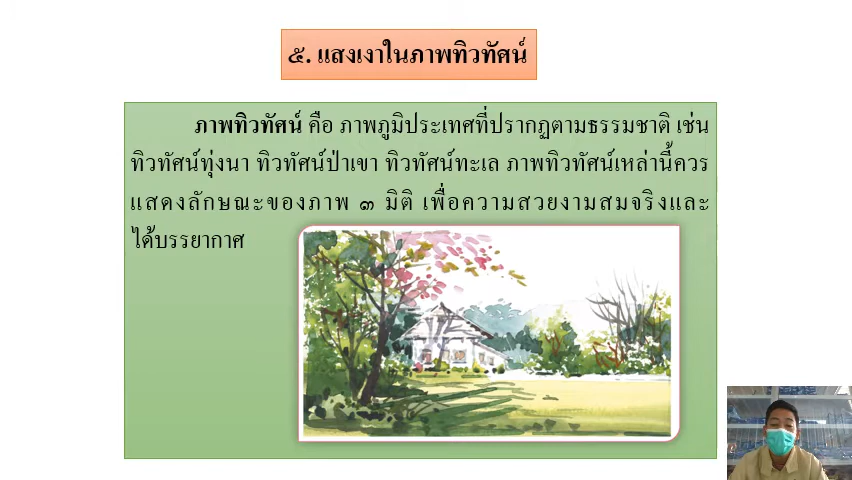 ๕. แสงเงาในภาพทิวทัศน์
ภาพทิวทัศน์ คือ ภาพภูมิประเทศที่ปรากฏตามธรรมชาติ เช่น
ทิวทัศน์ทุ่งนา ทิวทัศน์ป่าเขา ทิวทัศน์ทะเล ภาพทิวทัศน์เหล่านี้ควร
แสดงลักษณะของภาพ ๓ มิติ เพื่อความสวยงามสมจริงและ
ได้บรรยากาศ